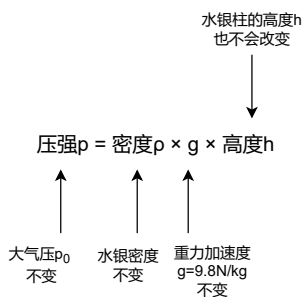 水银柱的高度h
也不会改变
压强p = 密度ρ × g × 高度h
大气压p₀
不变
水银密度
不变
重力加速度
g=9.8N/kg
不变